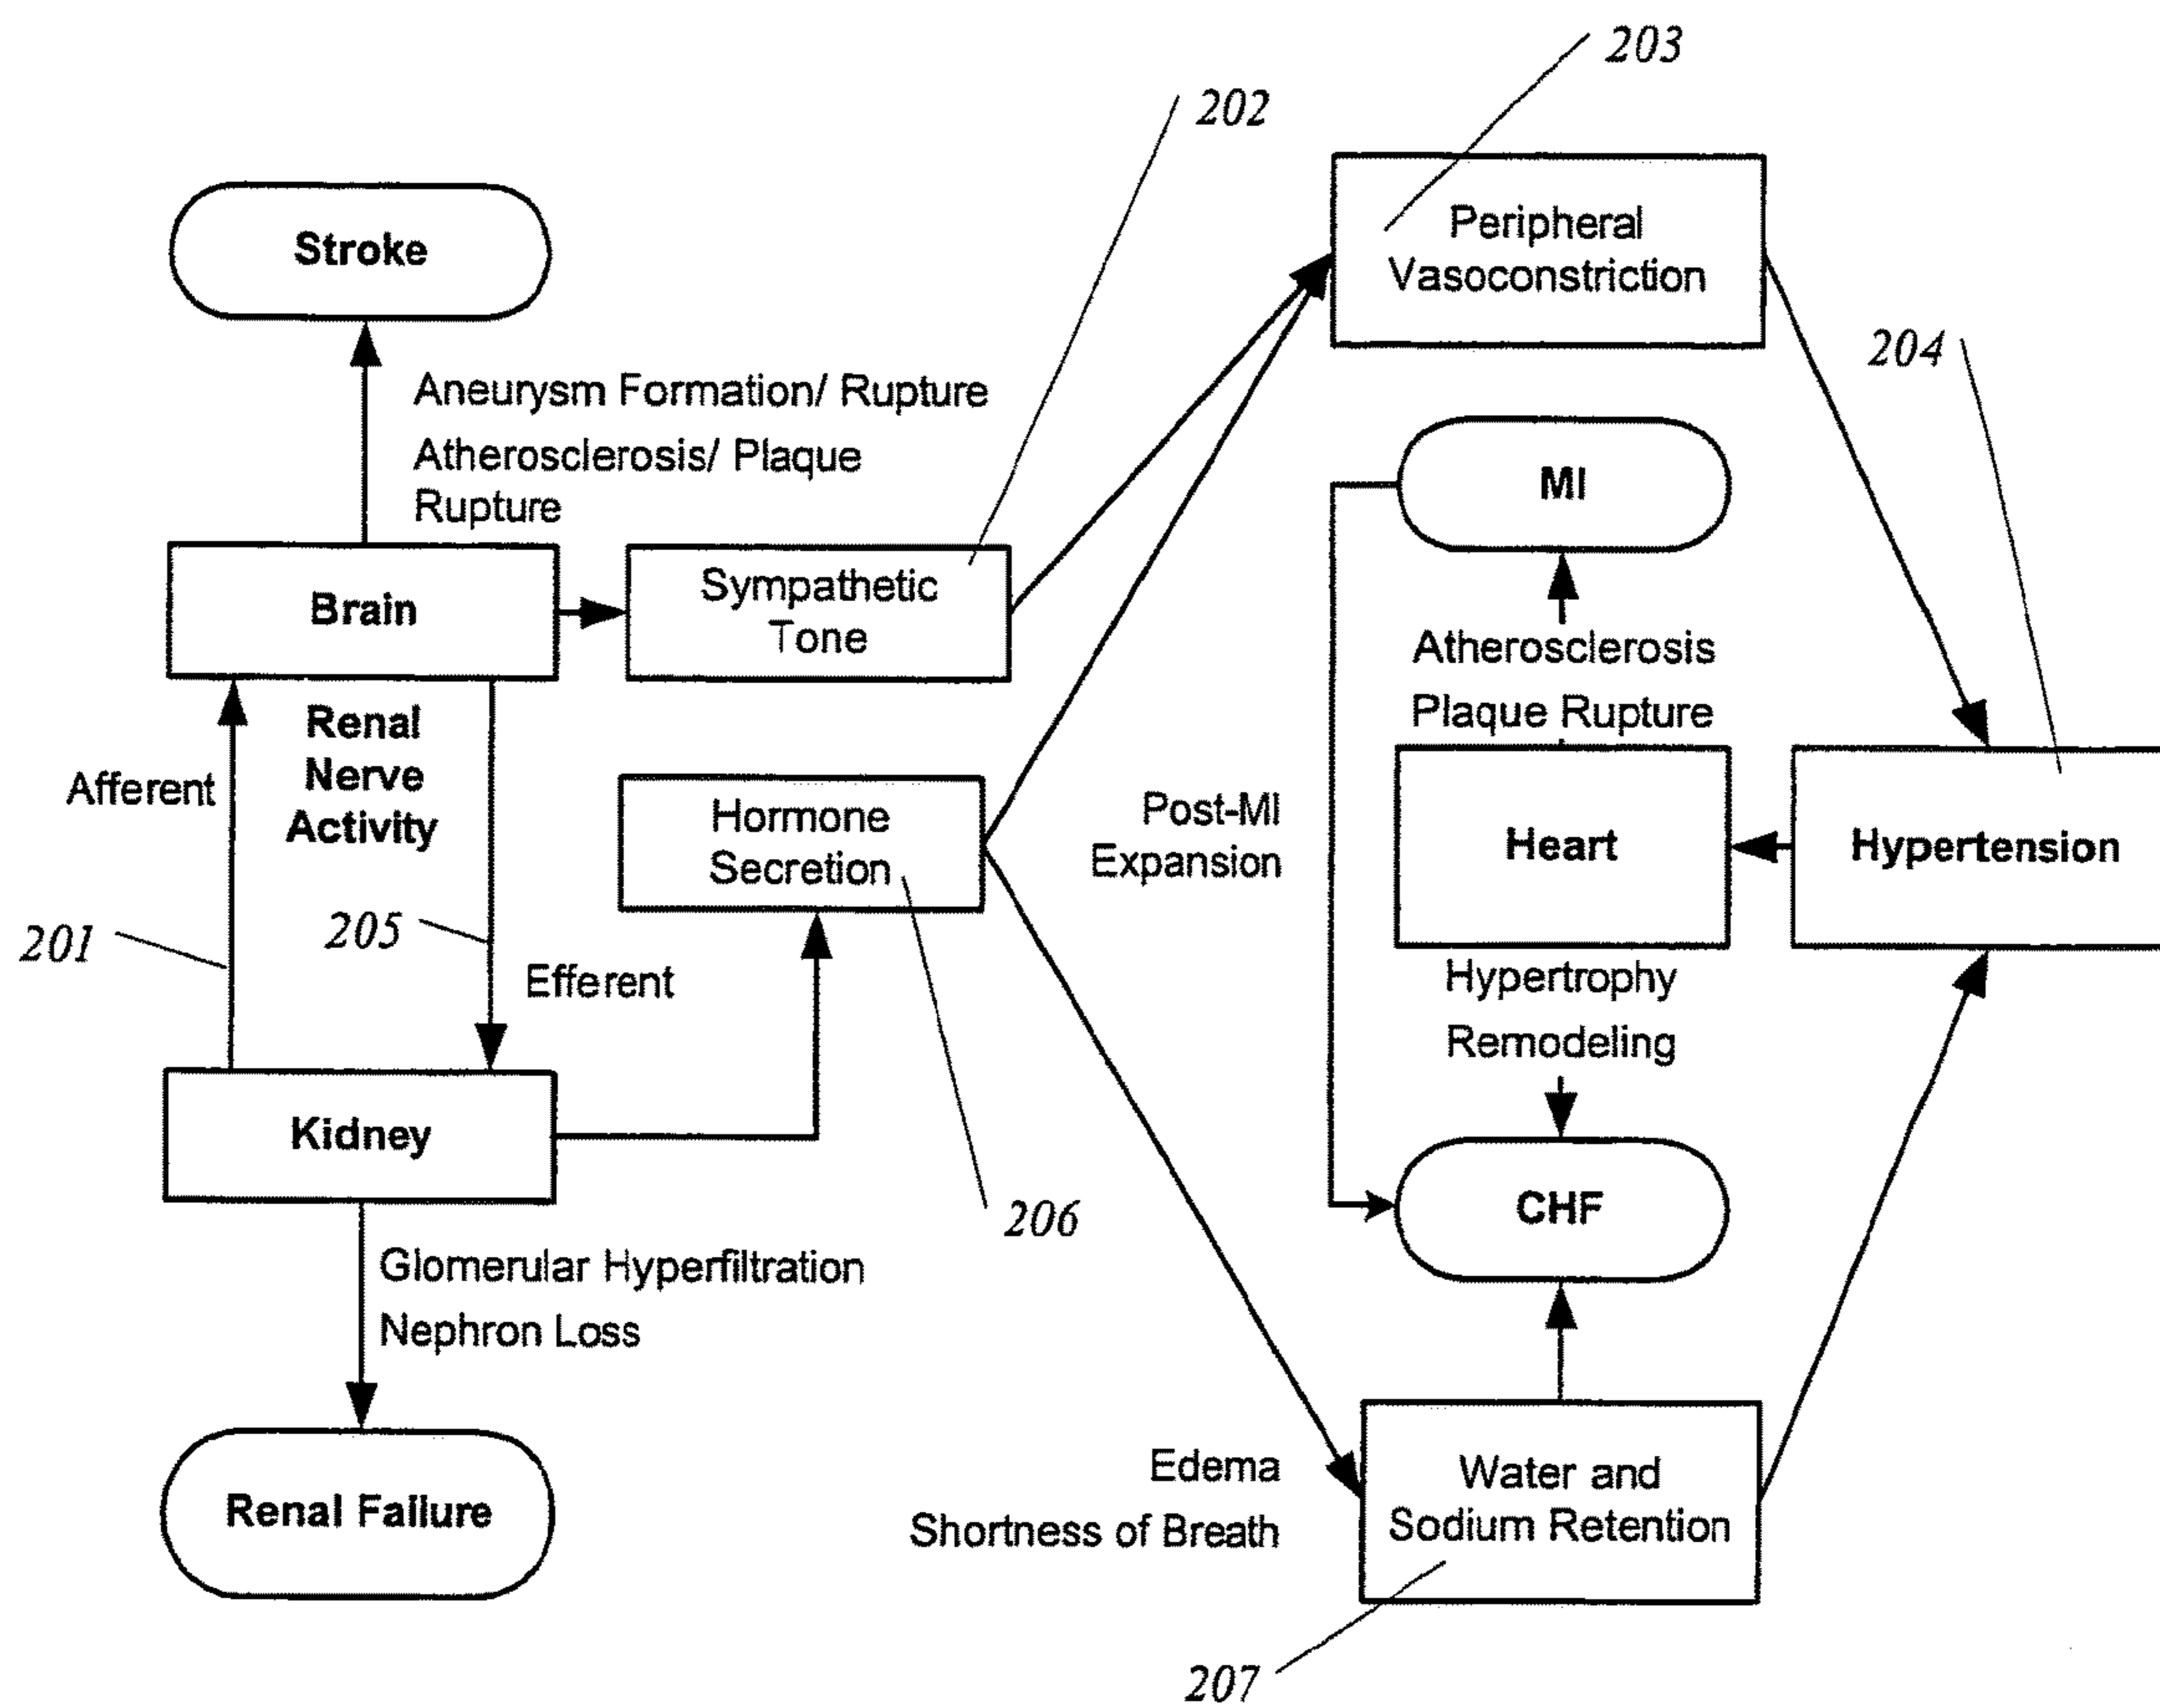 203
202
Stroke
Peripheral
Vasoconstriction
204
Aneurysm Formation/ Rupture
Atherosclerosis/ Plaque
Rupture
MI
Brain
Sympathetic
Tone
Atherosclerosis
Plaque Rupture
Renal
Nerve
Activity
Afferent
Hormone
Secretion
Post-MI
Expansion
Heart
Hypertension
201
205
Efferent
Hypertrophy
Remodeling
Kidney
206
CHF
Glomerular Hyperfiltration
Nephron Loss
Edema
Shortness of Breath
Water and
Sodium Retention
Renal Failure
207